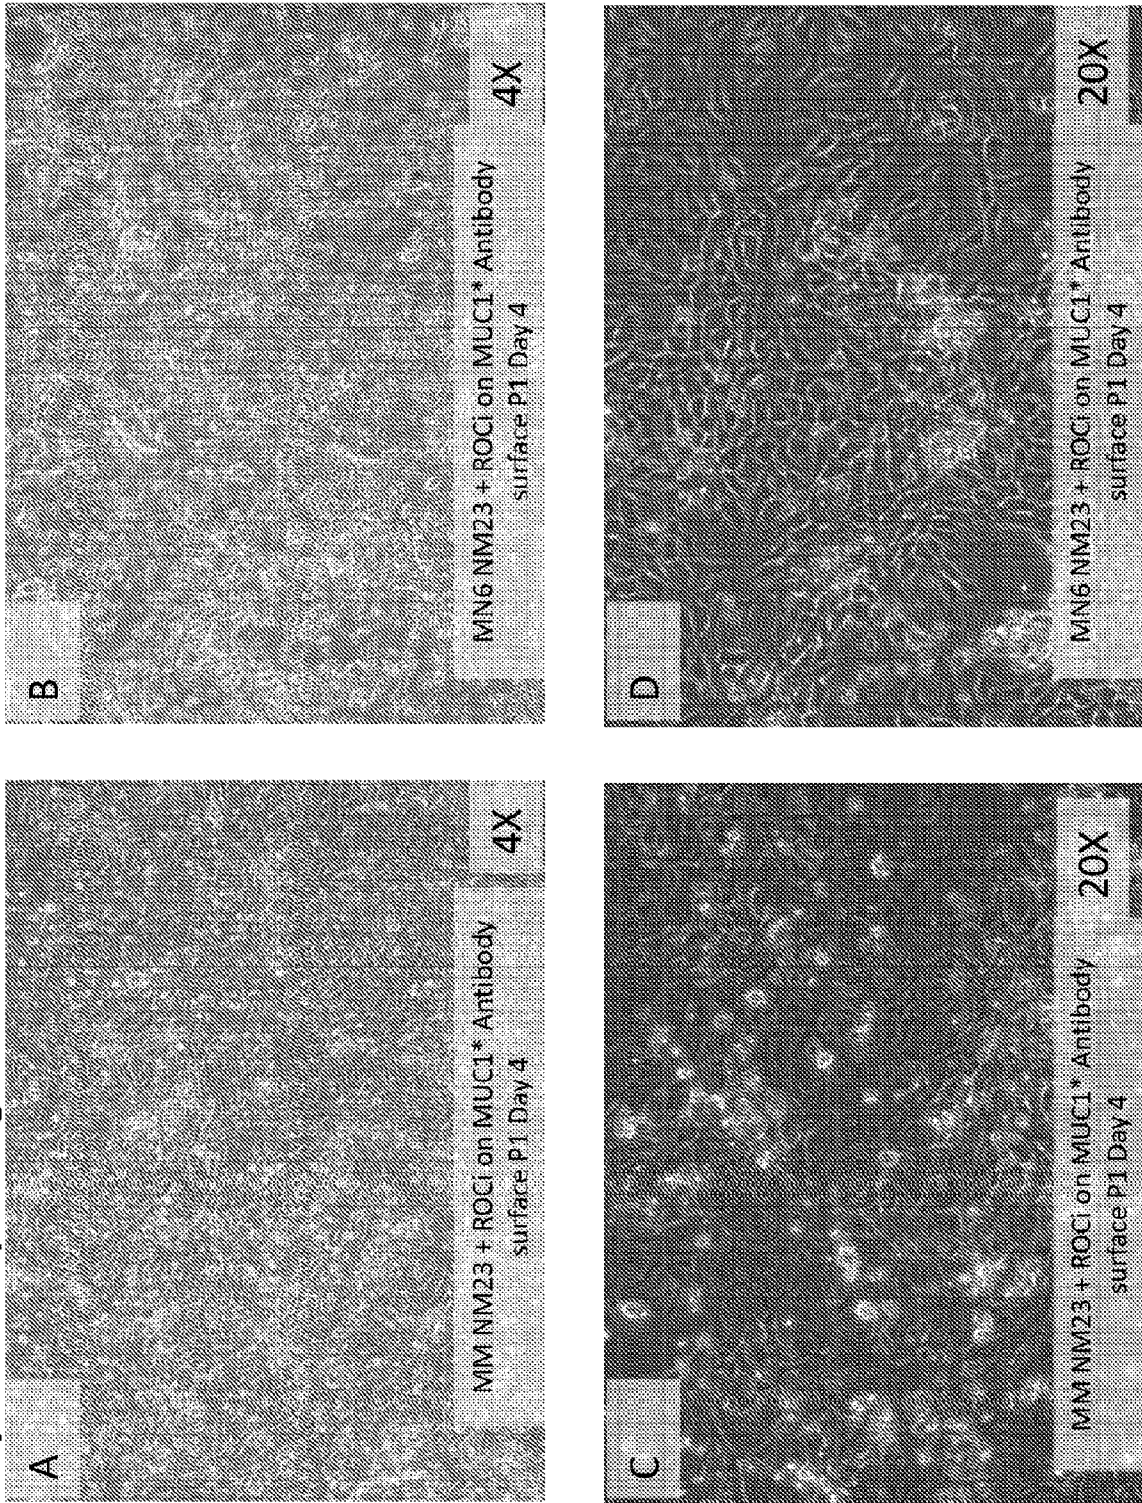 A
MM NM23 + ROCi on MUC1* Antibody
surface P1 Day 4
4X
B
MN6 NM23 + ROCi on MUC1* Antibody
surface P1 Day 4
4X
C
MM NM23 + ROCi on MUC1* Antibody
surface P1 Day 4
20X
D
MN6 NM23 + ROCi on MUC1* Antibody
surface P1 Day 4
20X